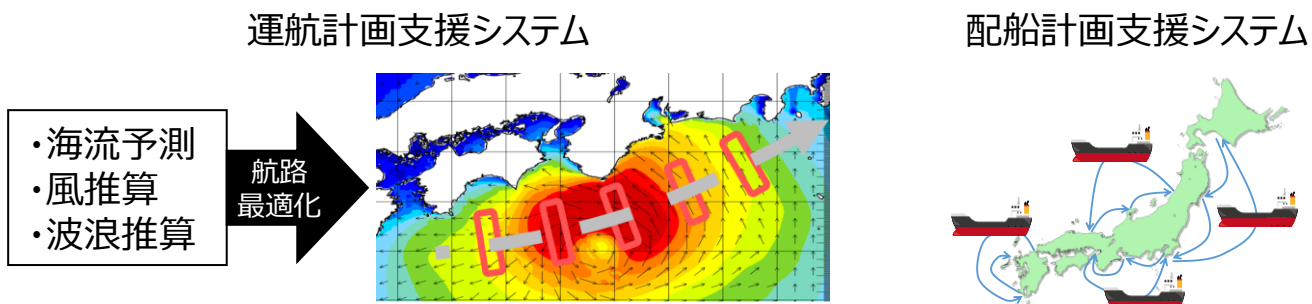 運航計画支援システム
配船計画支援システム
・海流予測
・風推算
・波浪推算
航路
最適化